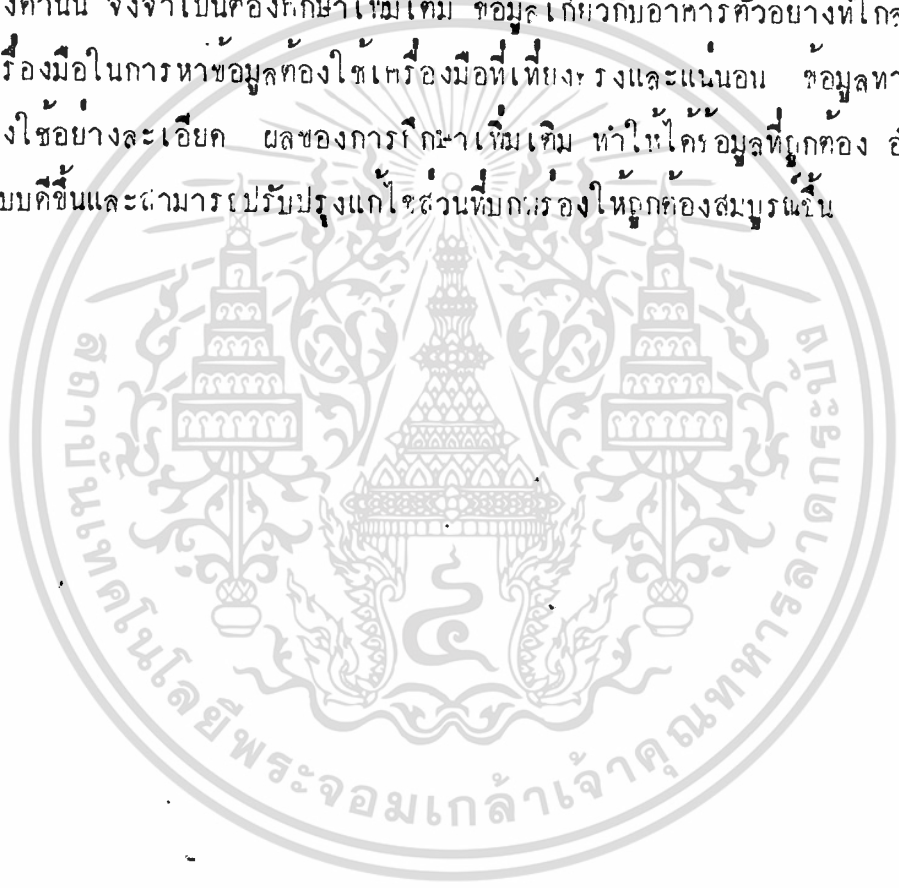 งด้านนั้น จึงจำเป็นต้องศึกษาเพิ่มเติม ข้อมูลเกี่ยวกับอาคารตัวอย่างที่ใกล
รื่องมือในการหาข้อมูลต้องใช้เครื่องมือที่เที่ยงตรงและแน่นอน ข้อมูลทา
งใช้อย่างละเอียด ผลของการศึกษาเพิ่มเติม ทำให้ได้ข้อมูลที่ถูกต้อง อั
บบดีขึ้นและสามารถปรับปรุงแก้ไขส่วนที่บกพร่องให้ถูกต้องสมบูรณ์ขึ้น
สถาบันเทคโนโลยีพระจอมเกล้าเจ้าคุณทหารลาดกระบัง